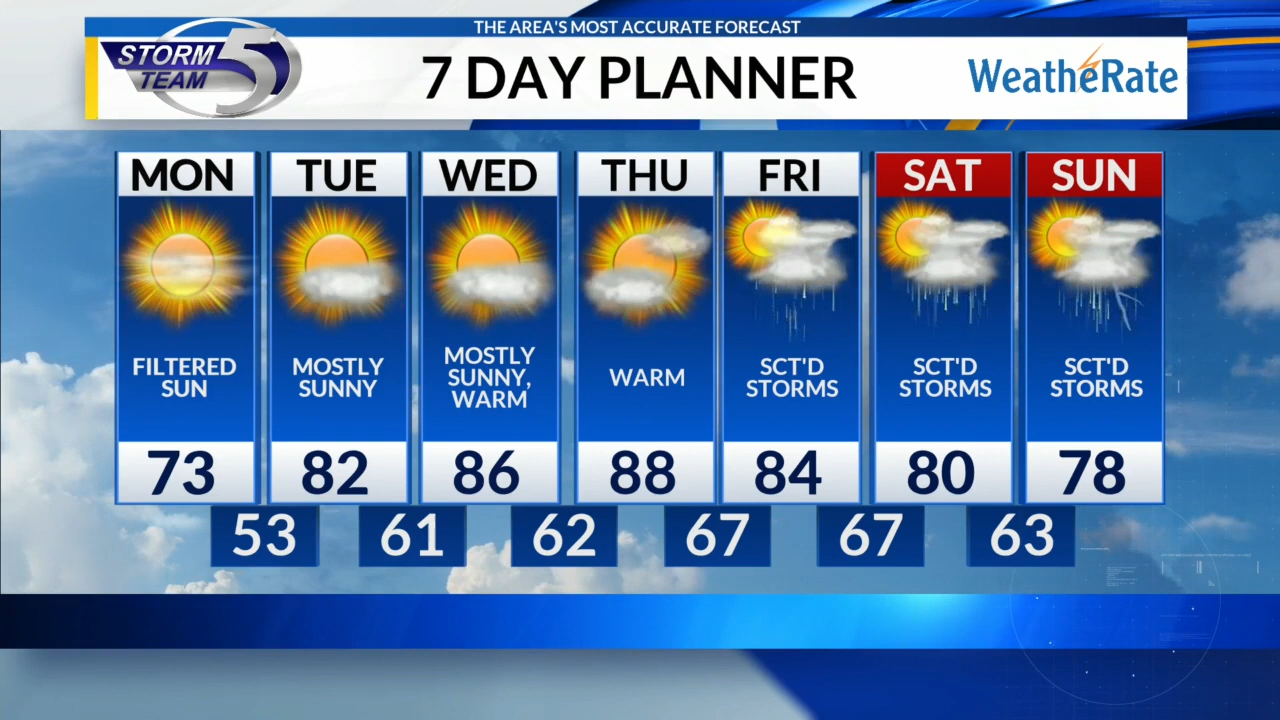 THE AREA'S MOST ACCURATE FORECAST
STORM
TEAM
5
7 DAY PLANNER
WeatheRate
MON
TUE
WED
THU
FRI
SAT
SUN
FILTERED
SUN
MOSTLY
SUNNY
MOSTLY
SUNNY,
WARM
WARM
SCT'D
STORMS
SCT'D
STORMS
SCT'D
STORMS
73
82
86
88
84
80
78
53
61
62
67
67
63